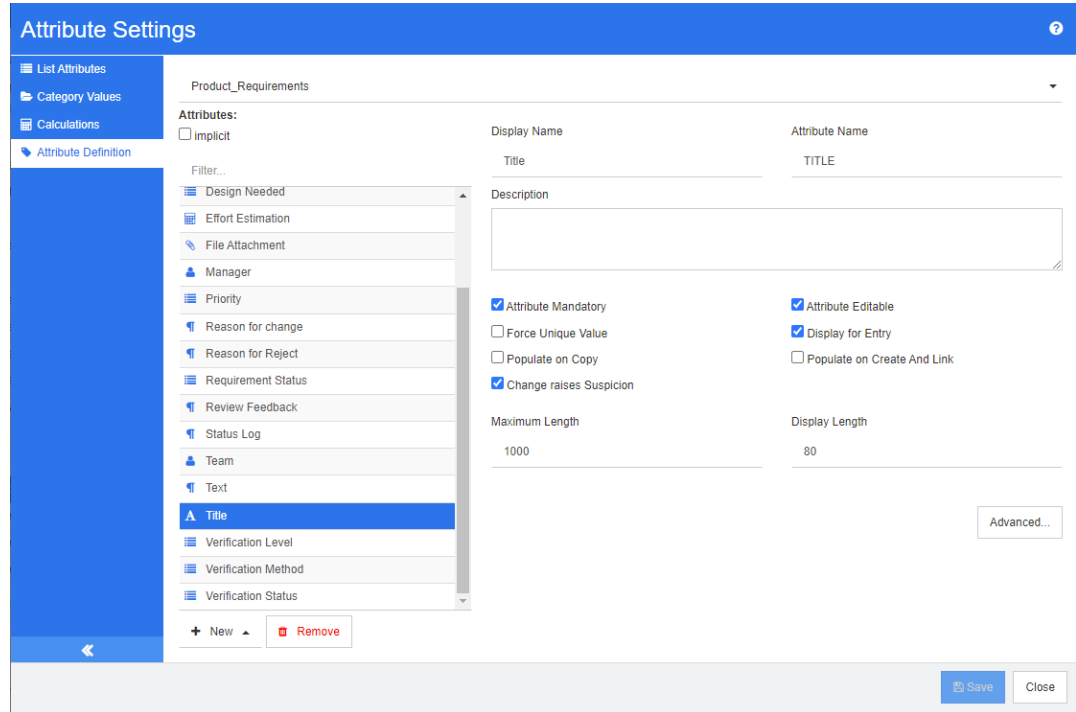 Attribute Settings
List Attributes
Category Values
Calculations
Attribute Definition
Product_Requirements
Attributes:
implicit
Filter...
Design Needed
Effort Estimation
File Attachment
Manager
Priority
Reason for change
Reason for Reject
Requirement Status
Review Feedback
Status Log
Team
Text
Title
Verification Level
Verification Method
Verification Status
New
Remove
Display Name
Attribute Name
Title
TITLE
Description
Attribute Mandatory
Attribute Editable
Force Unique Value
Display for Entry
Populate on Copy
Populate on Create And Link
Change raises Suspicion
Maximum Length
Display Length
1000
80
Advanced...
Save
Close